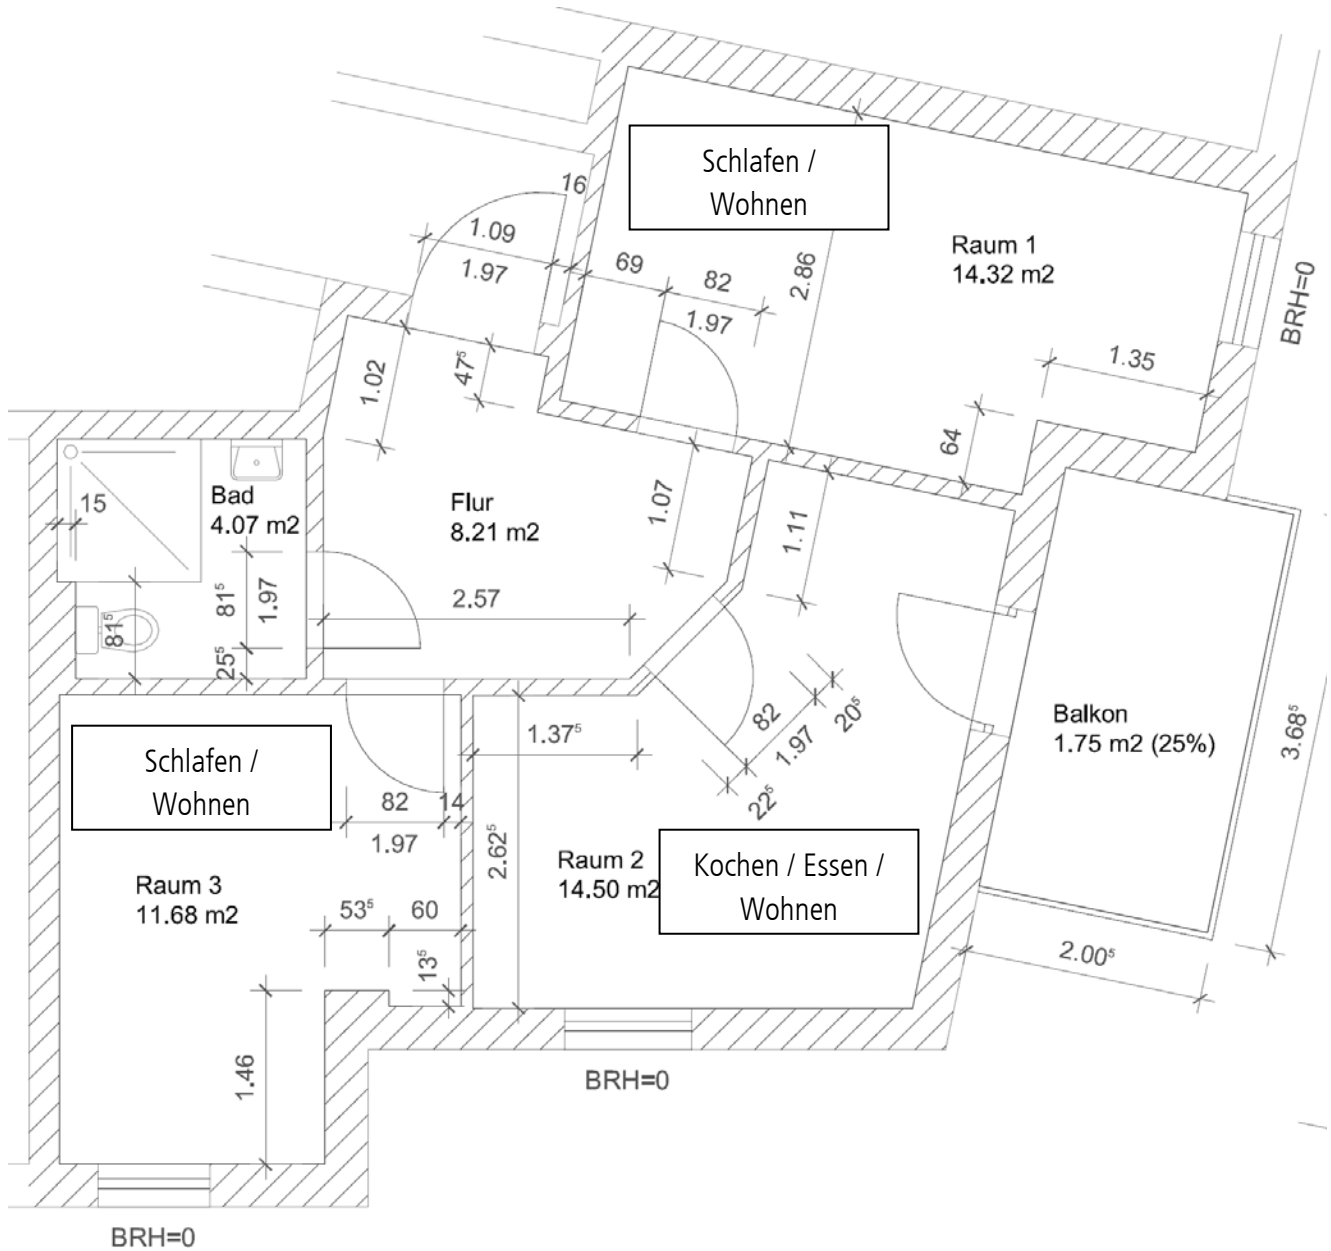 Schlafen /
Wohnen
16
1.09
1.97
69
82
1.97
2.86
Raum 1
14.32 m2
BRH=0
1.35
1.02
47⁵
64
15
Bad
4.07 m2
Flur
8.21 m2
1.07
1.11
81⁵
1.97
81⁵
25⁵
2.57
Balkon
1.75 m2 (25%)
3.68⁵
82
1.97
20⁵
22⁵
1.37⁵
Schlafen /
Wohnen
82
14
1.97
2.62⁵
Raum 2
14.50 m2
Kochen / Essen /
Wohnen
Raum 3
11.68 m2
53⁵
60
13⁵
2.00⁵
1.46
BRH=0
BRH=0